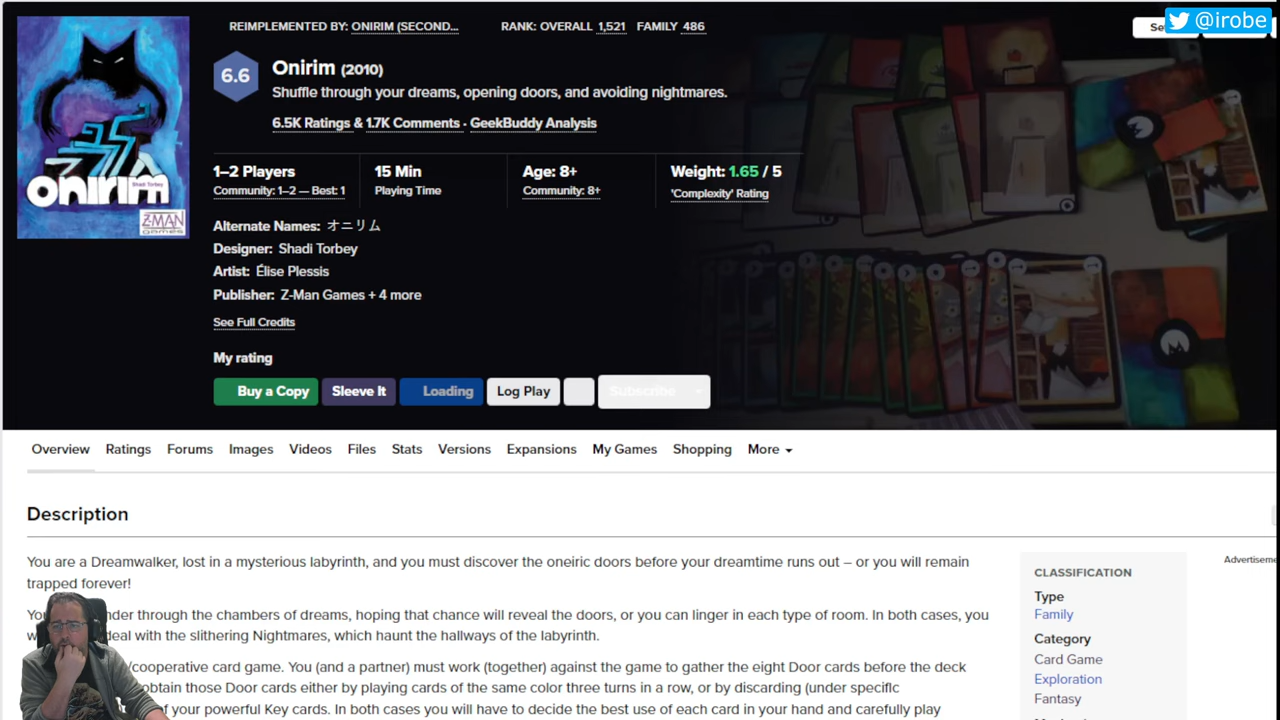 @irobe
REIMPLEMENTED BY: ONIRIM (SECOND... RANK: OVERALL 1,521 FAMILY 486
6.6
Onirim (2010)
Shuffle through your dreams, opening doors, and avoiding nightmares.
6.5K Ratings & 1.7K Comments · GeekBuddy Analysis
1–2 Players 15 Min Age: 8+ Weight: 1.65 / 5
Community: 1–2 — Best: 1 Playing Time Community: 8+ 'Complexity' Rating
Shadi Torbey
onirim
Z-MAN
games
Alternate Names: オニリム
Designer: Shadi Torbey
Artist: Élise Plessis
Publisher: Z-Man Games + 4 more
See Full Credits
My rating
Buy a Copy Sleeve It Loading Log Play Subscribe
Overview Ratings Forums Images Videos Files Stats Versions Expansions My Games Shopping More
Description
You are a Dreamwalker, lost in a mysterious labyrinth, and you must discover the oneiric doors before your dreamtime runs out – or you will remain
trapped forever!
through the chambers of dreams, hoping that chance will reveal the doors, or you can linger in each type of room. In both cases, you
deal with the slithering Nightmares, which haunt the hallways of the labyrinth.
/cooperative card game. You (and a partner) must work (together) against the game to gather the eight Door cards before the deck
obtain those Door cards either by playing cards of the same color three turns in a row, or by discarding (under specific
of your powerful Key cards. In both cases you will have to decide the best use of each card in your hand and carefully play
Advertiseme
CLASSIFICATION
Type
Family
Category
Card Game
Exploration
Fantasy